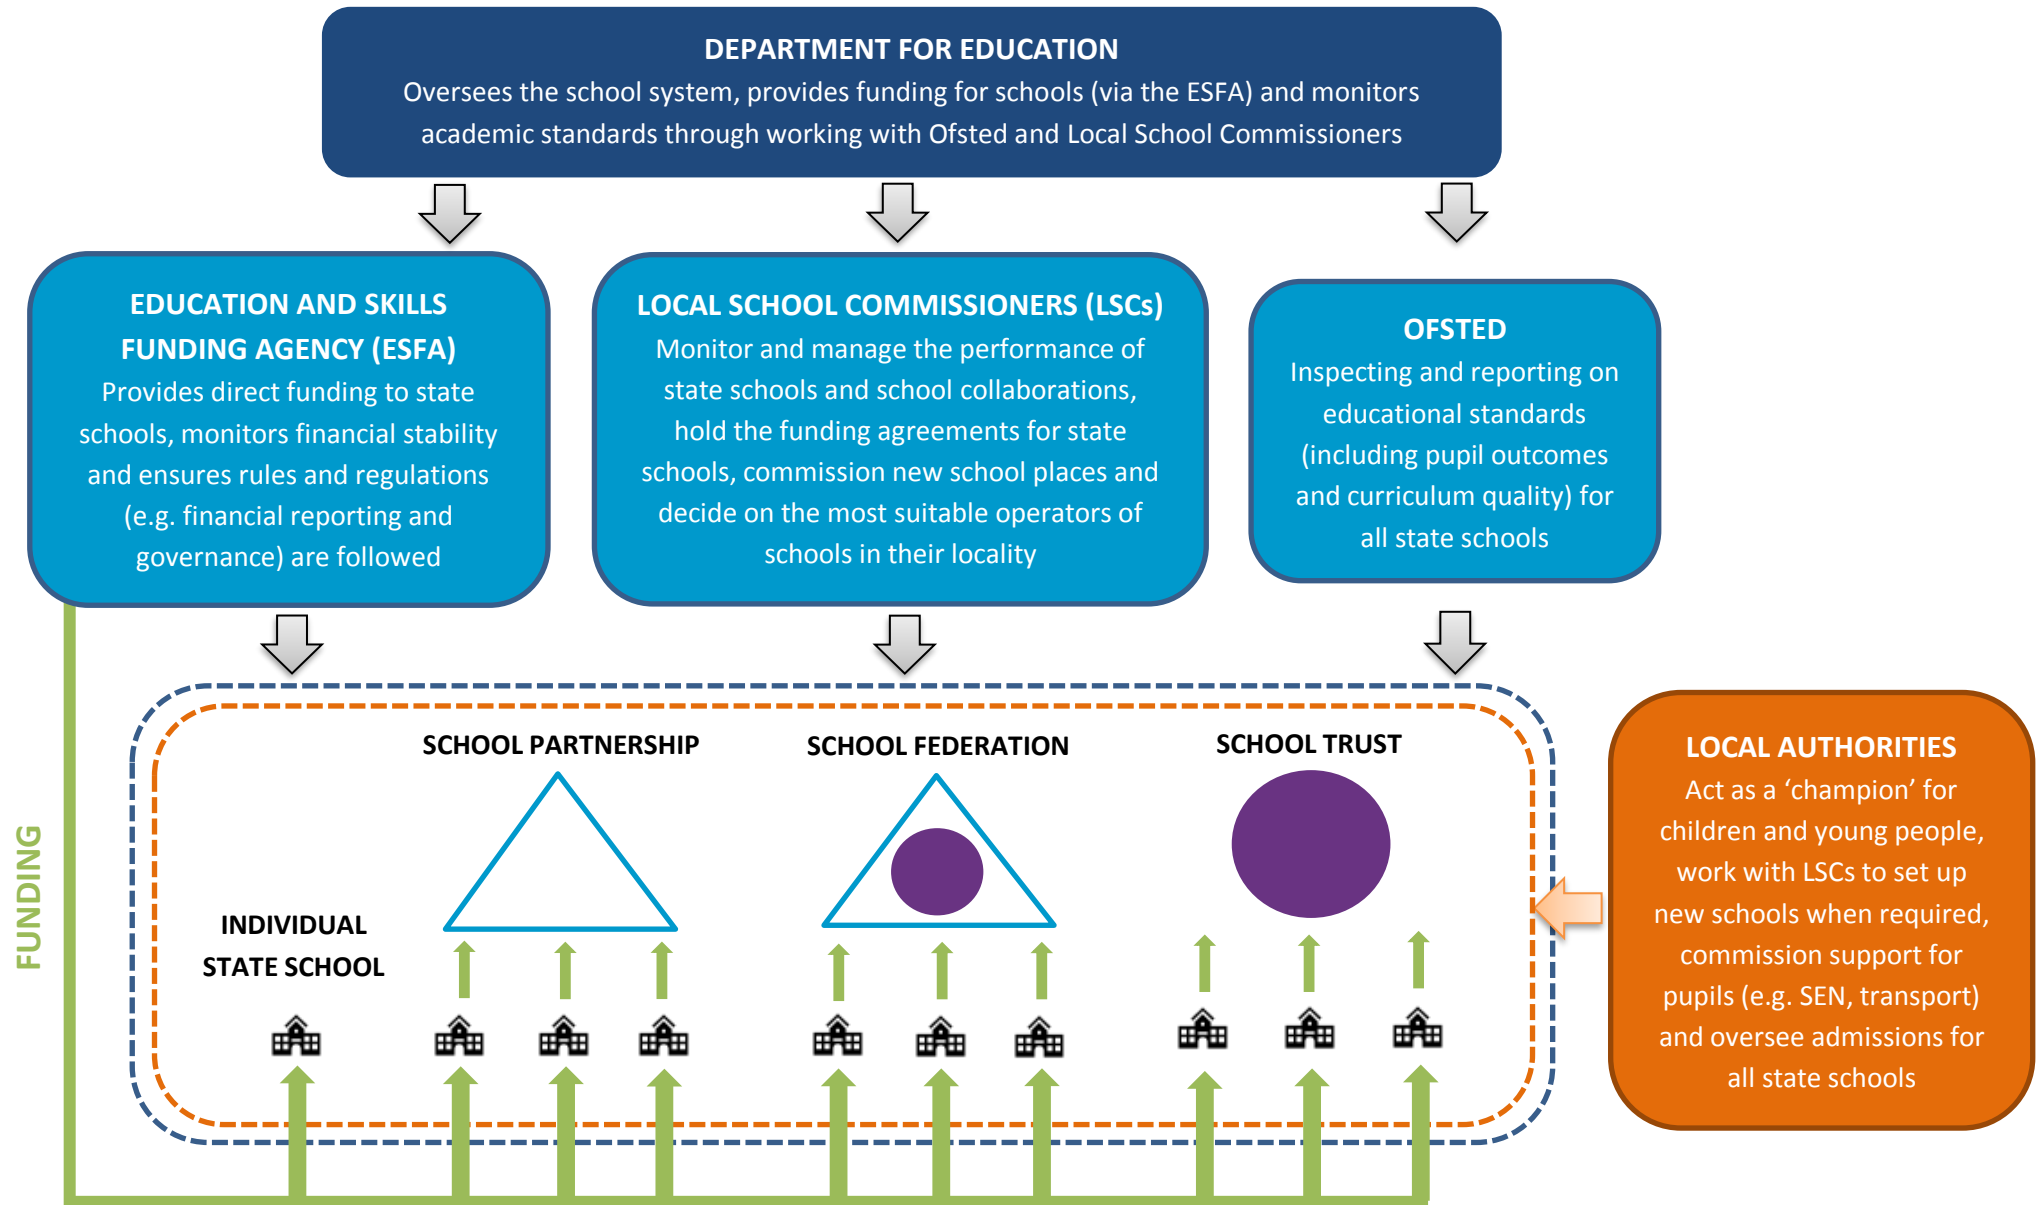 DEPARTMENT FOR EDUCATION
Oversees the school system, provides funding for schools (via the ESFA) and monitors
academic standards through working with Ofsted and Local School Commissioners
EDUCATION AND SKILLS
FUNDING AGENCY (ESFA)
Provides direct funding to state
schools, monitors financial stability
and ensures rules and regulations
(e.g. financial reporting and
governance) are followed
LOCAL SCHOOL COMMISSIONERS (LSCs)
Monitor and manage the performance of
state schools and school collaborations,
hold the funding agreements for state
schools, commission new school places and
decide on the most suitable operators of
schools in their locality
OFSTED
Inspecting and reporting on
educational standards
(including pupil outcomes
and curriculum quality) for
all state schools
FUNDING
INDIVIDUAL
STATE SCHOOL
SCHOOL PARTNERSHIP
SCHOOL FEDERATION
SCHOOL TRUST
LOCAL AUTHORITIES
Act as a ‘champion’ for
children and young people,
work with LSCs to set up
new schools when required,
commission support for
pupils (e.g. SEN, transport)
and oversee admissions for
all state schools